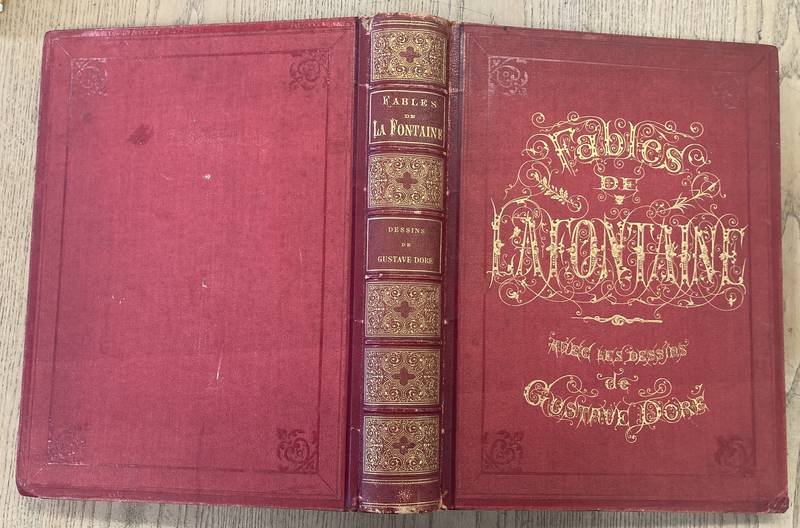 FABLES
DE
LA FONTAINE
DESSINS
DE
GUSTAVE DORÉ
Fables
DE
LAFONTAINE
AVEC LES DESSINS
de
GUSTAVE DORÉ